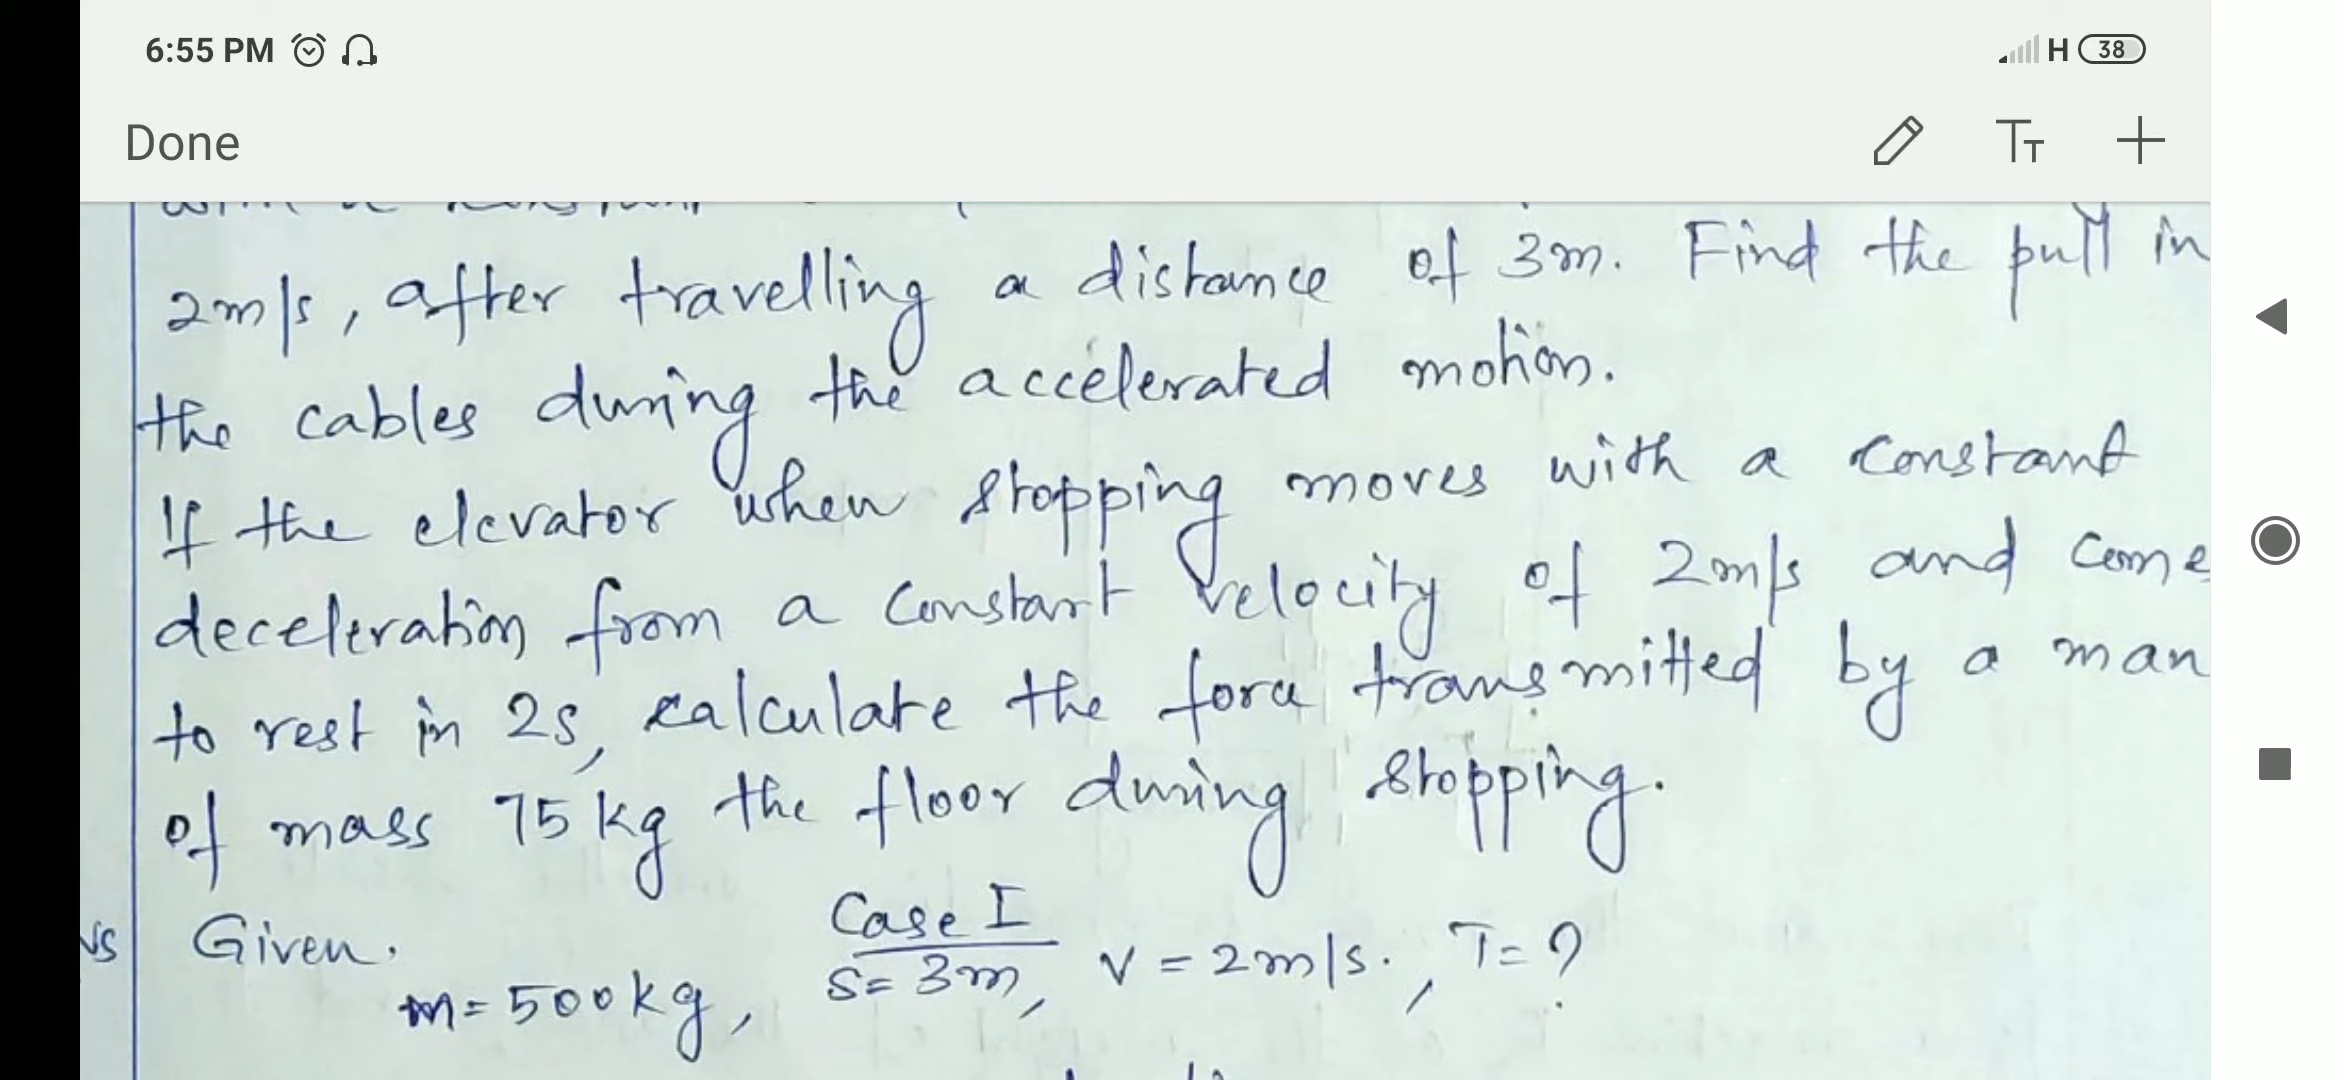 6:55 PM
H 38
Done
TT
2m/s, after travelling a distance of 3m. Find the pull in
the cables during the accelerated motion.
If the elevator when stopping moves with a constant
deceleration from a constart velocity of 2m/s and come
to rest in 2s, calculate the force transmitted by a man
of mass 75kg the floor during stopping.
Given.
Case I
m = 500kg, S= 3m, v = 2m/s., T= ?